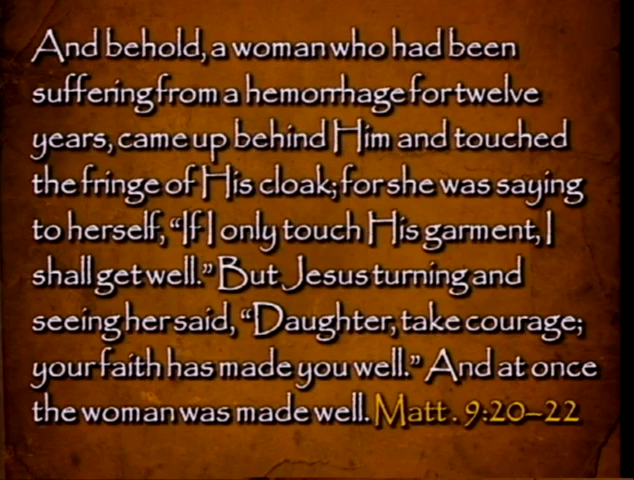 And behold, a woman who had been
suffering from a hemorrhage for twelve
years, came up behind Him and touched
the fringe of His cloak; for she was saying
to herself, “If I only touch His garment, I
shall get well.” But Jesus turning and
seeing her said, “Daughter, take courage;
your faith has made you well.” And at once
the woman was made well. Matt. 9:20–22